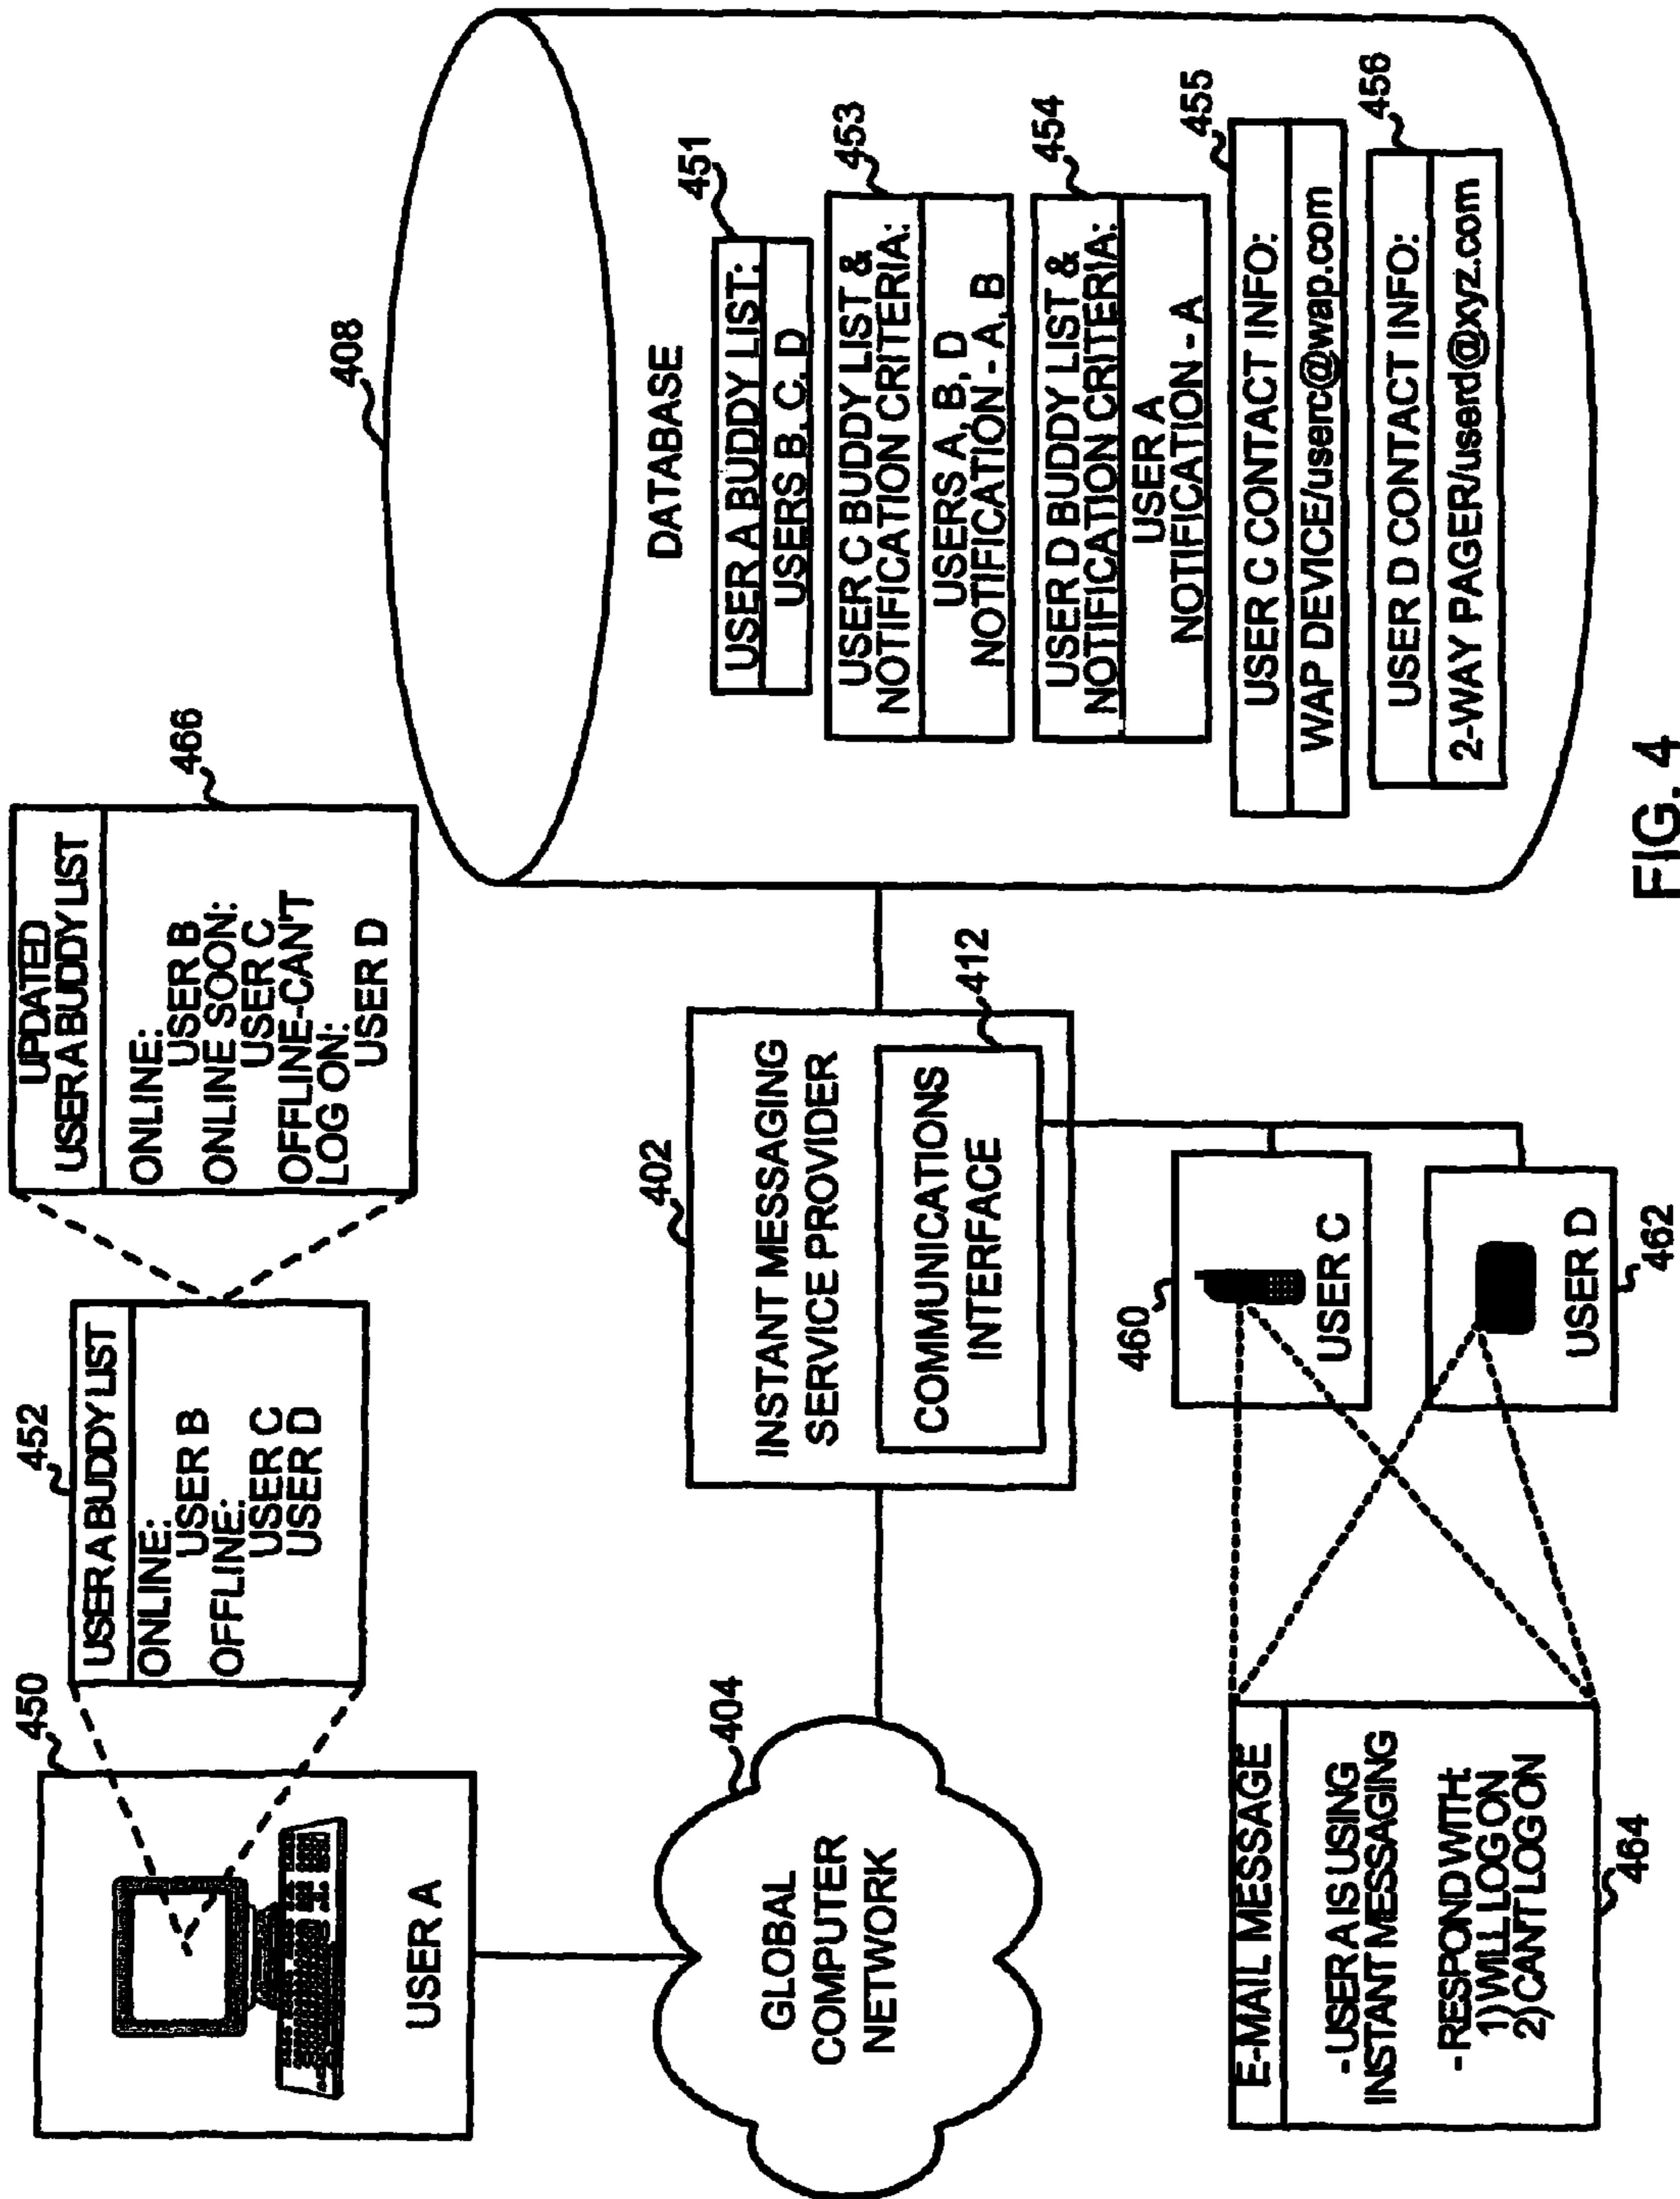 450
USER A
452
USER A BUDDY LIST
ONLINE:
USER B
OFFLINE:
USER C
USER D
466
UPDATED
USER A BUDDY LIST
ONLINE:
USER B
ONLINE SOON:
USER C
OFFLINE-CAN'T
LOG ON:
USER D
404
GLOBAL
COMPUTER
NETWORK
402
INSTANT MESSAGING
SERVICE PROVIDER
412
COMMUNICATIONS
INTERFACE
408
DATABASE
451
USER A BUDDY LIST:
USERS B, C, D
453
USER C BUDDY LIST &
NOTIFICATION CRITERIA:
USERS A, B, D
NOTIFICATION - A, B
454
USER D BUDDY LIST &
NOTIFICATION CRITERIA:
USER A
NOTIFICATION - A
455
USER C CONTACT INFO:
WAP DEVICE/userc@wap.com
456
USER D CONTACT INFO:
2-WAY PAGER/userd@xyz.com
E-MAIL MESSAGE
- USER A IS USING
INSTANT MESSAGING
- RESPOND WITH:
1) WILL LOG ON
2) CANT LOG ON
464
460
USER C
USER D
462
FIG. 4